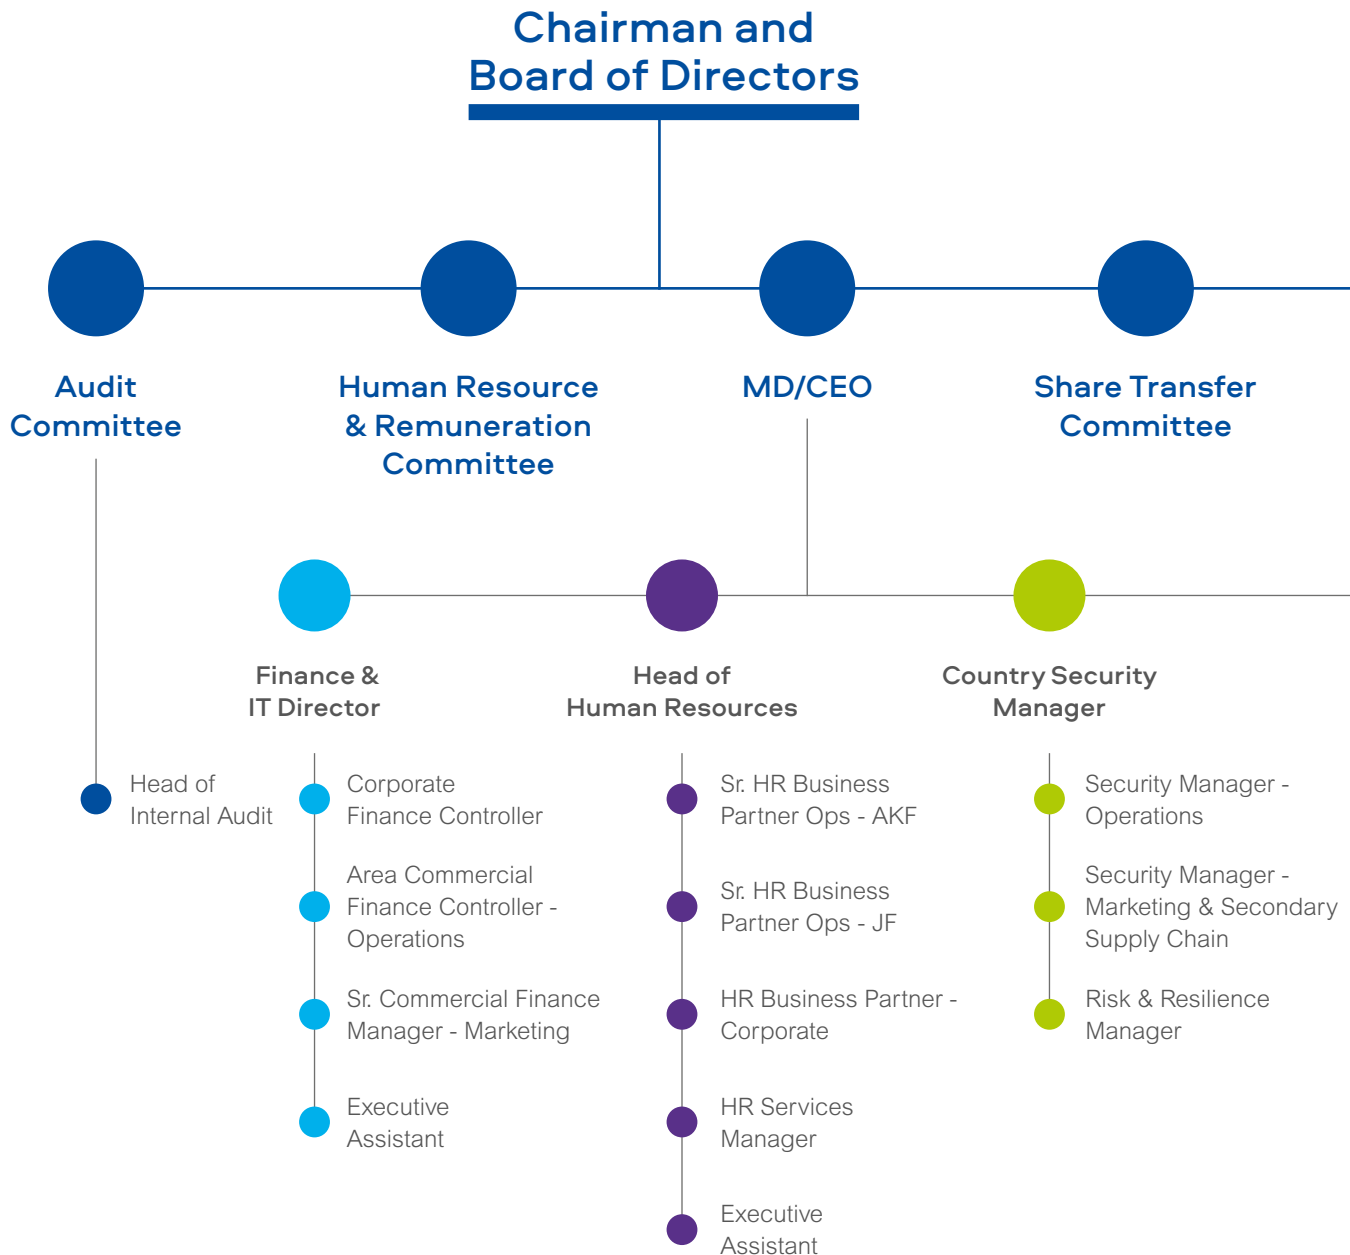 Chairman and
Board of Directors
Audit
Committee
Human Resource
& Remuneration
Committee
MD/CEO
Share Transfer
Committee
Finance &
IT Director
Head of
Human Resources
Country Security
Manager
Head of
Internal Audit
Corporate
Finance Controller
Area Commercial
Finance Controller -
Operations
Sr. Commercial Finance
Manager - Marketing
Executive
Assistant
Sr. HR Business
Partner Ops - AKF
Sr. HR Business
Partner Ops - JF
HR Business Partner -
Corporate
HR Services
Manager
Executive
Assistant
Security Manager -
Operations
Security Manager -
Marketing & Secondary
Supply Chain
Risk & Resilience
Manager